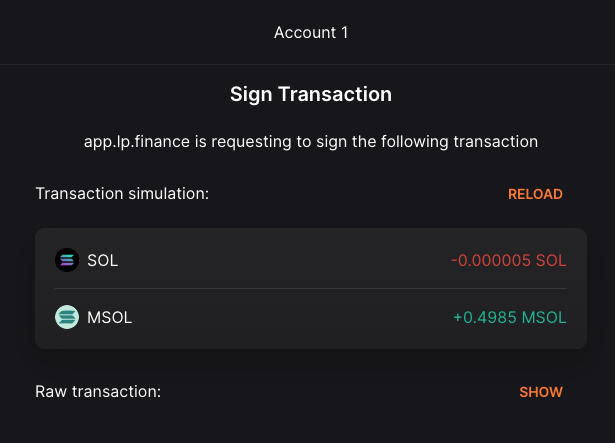 Account 1
Sign Transaction
app.lp.finance is requesting to sign the following transaction
Transaction simulation: RELOAD
SOL -0.000005 SOL
MSOL +0.4985 MSOL
Raw transaction: SHOW